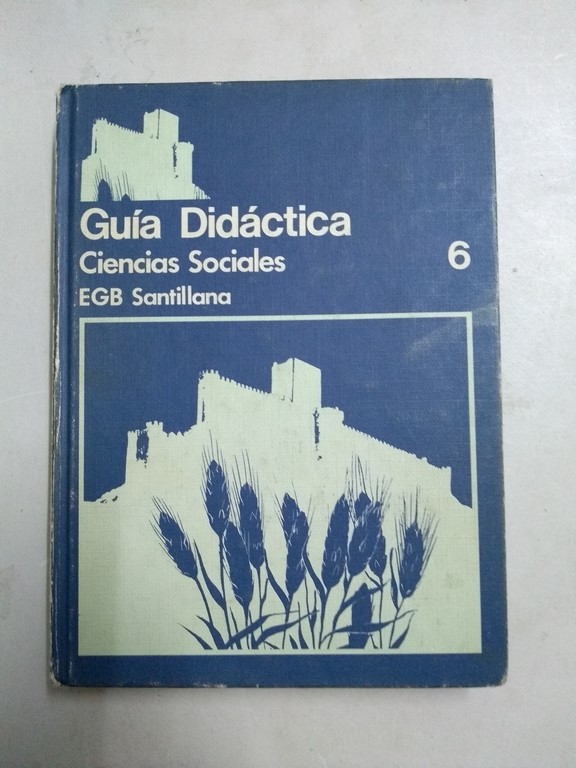 Guía Didáctica
Ciencias Sociales 6
EGB Santillana